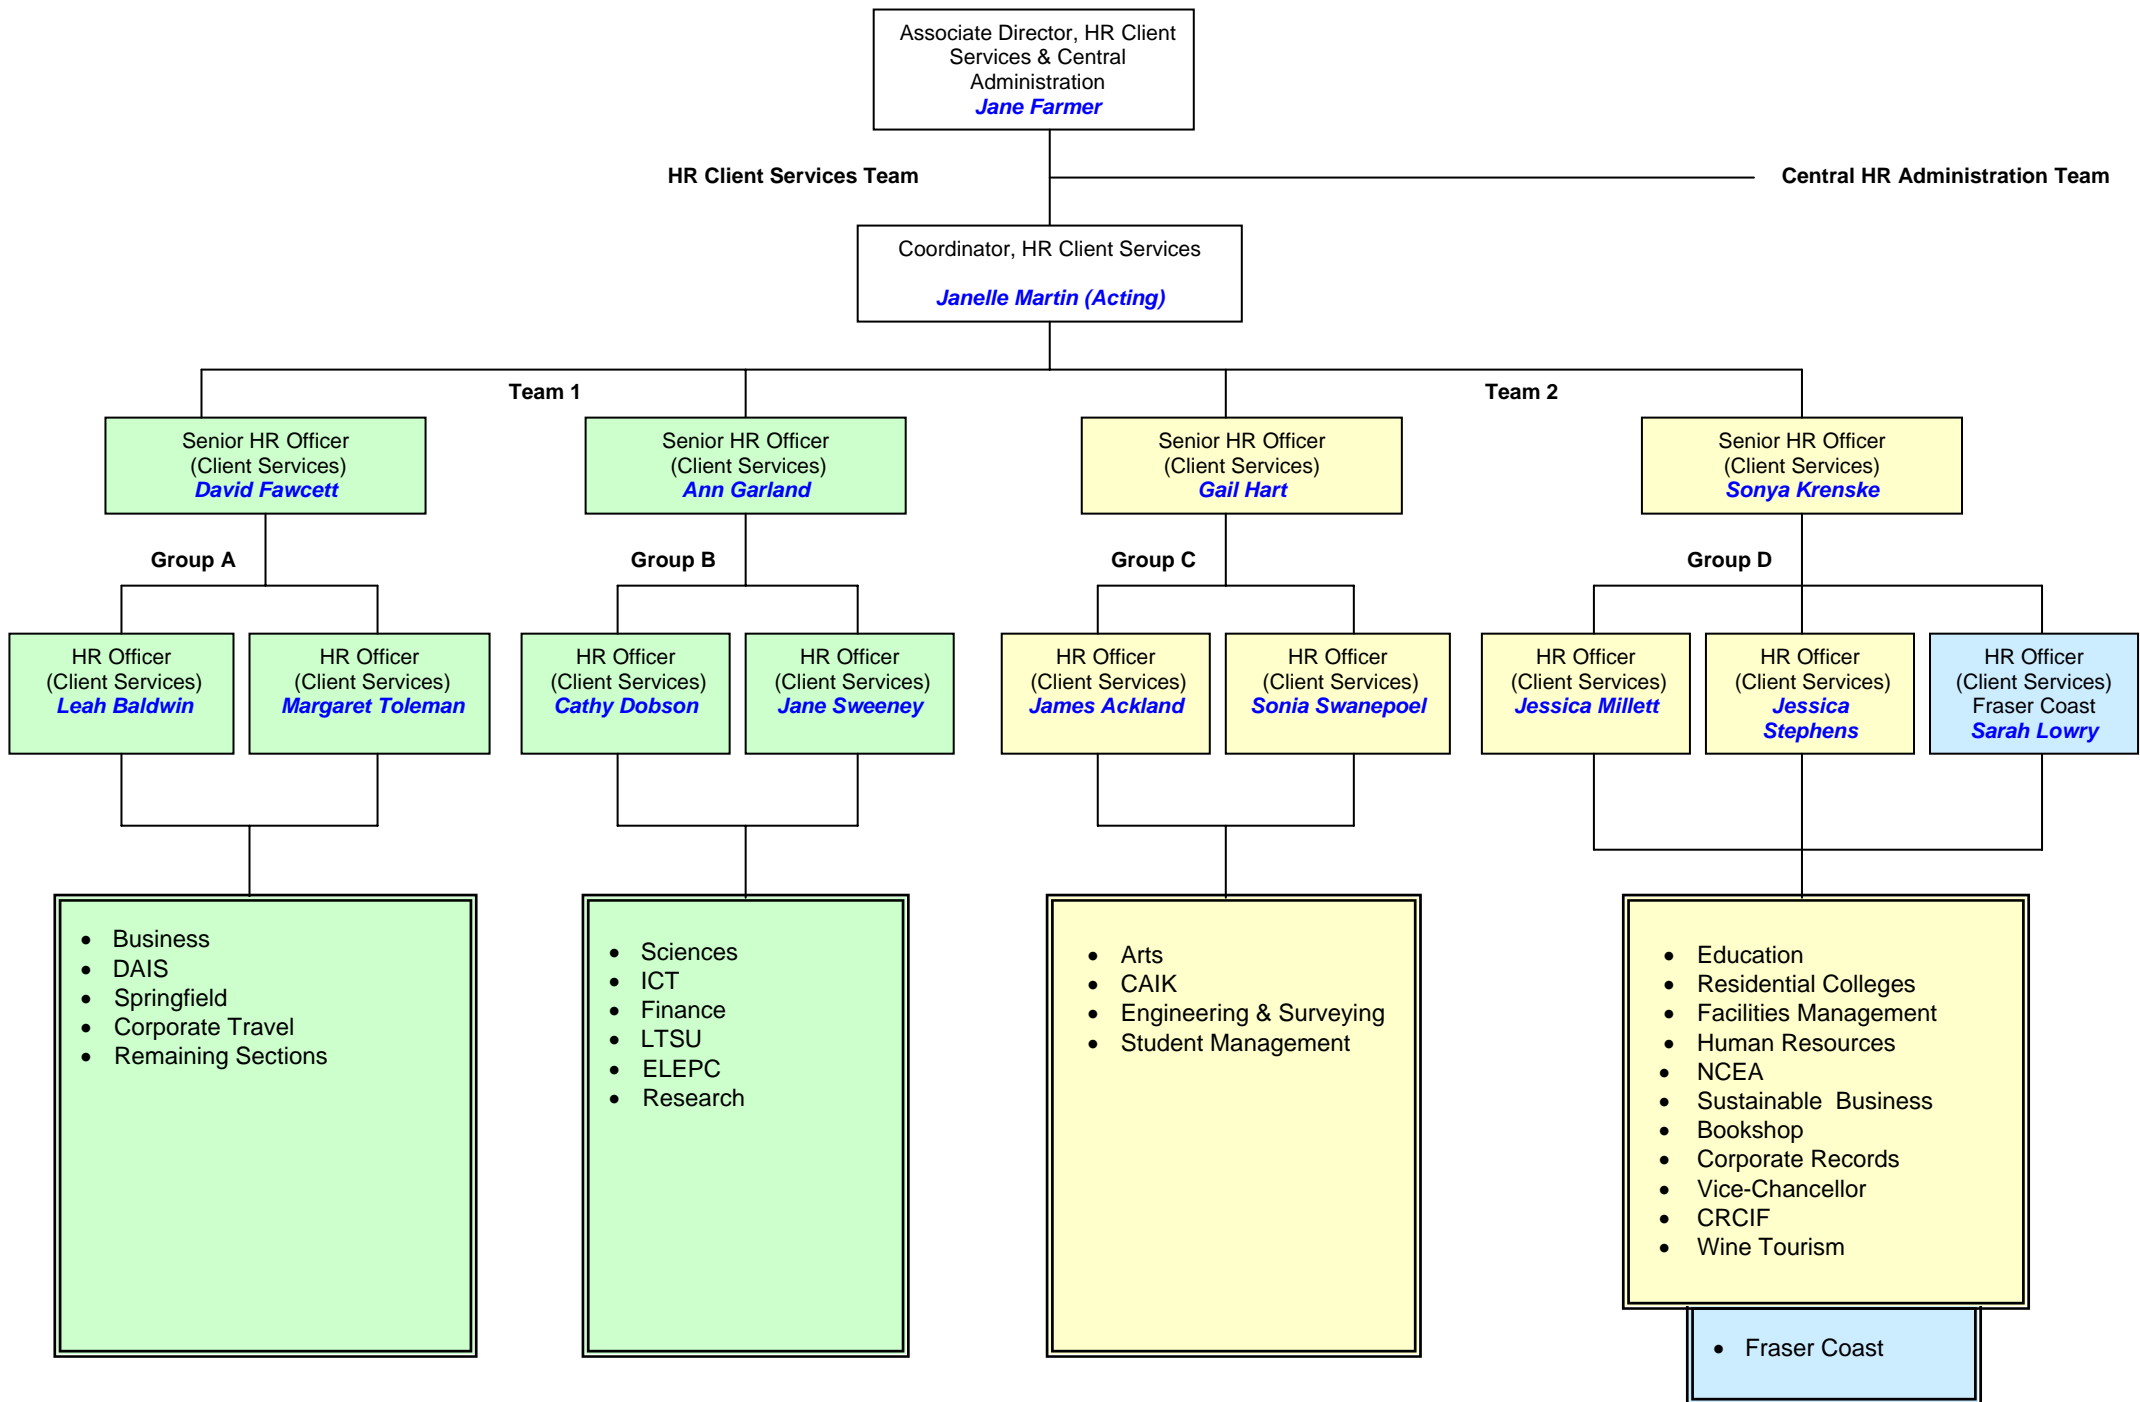 Associate Director, HR Client
Services & Central
Administration
Jane Farmer
HR Client Services Team
Central HR Administration Team
Coordinator, HR Client Services
Janelle Martin (Acting)
Team 1
Team 2
Senior HR Officer
(Client Services)
David Fawcett
Senior HR Officer
(Client Services)
Ann Garland
Senior HR Officer
(Client Services)
Gail Hart
Senior HR Officer
(Client Services)
Sonya Krenske
Group A
Group B
Group C
Group D
HR Officer
(Client Services)
Leah Baldwin
HR Officer
(Client Services)
Margaret Toleman
HR Officer
(Client Services)
Cathy Dobson
HR Officer
(Client Services)
Jane Sweeney
HR Officer
(Client Services)
James Ackland
HR Officer
(Client Services)
Sonia Swanepoel
HR Officer
(Client Services)
Jessica Millett
HR Officer
(Client Services)
Jessica
Stephens
HR Officer
(Client Services)
Fraser Coast
Sarah Lowry
• Business
• DAIS
• Springfield
• Corporate Travel
• Remaining Sections
• Sciences
• ICT
• Finance
• LTSU
• ELEPC
• Research
• Arts
• CAIK
• Engineering & Surveying
• Student Management
• Education
• Residential Colleges
• Facilities Management
• Human Resources
• NCEA
• Sustainable  Business
• Bookshop
• Corporate Records
• Vice-Chancellor
• CRCIF
• Wine Tourism
• Fraser Coast